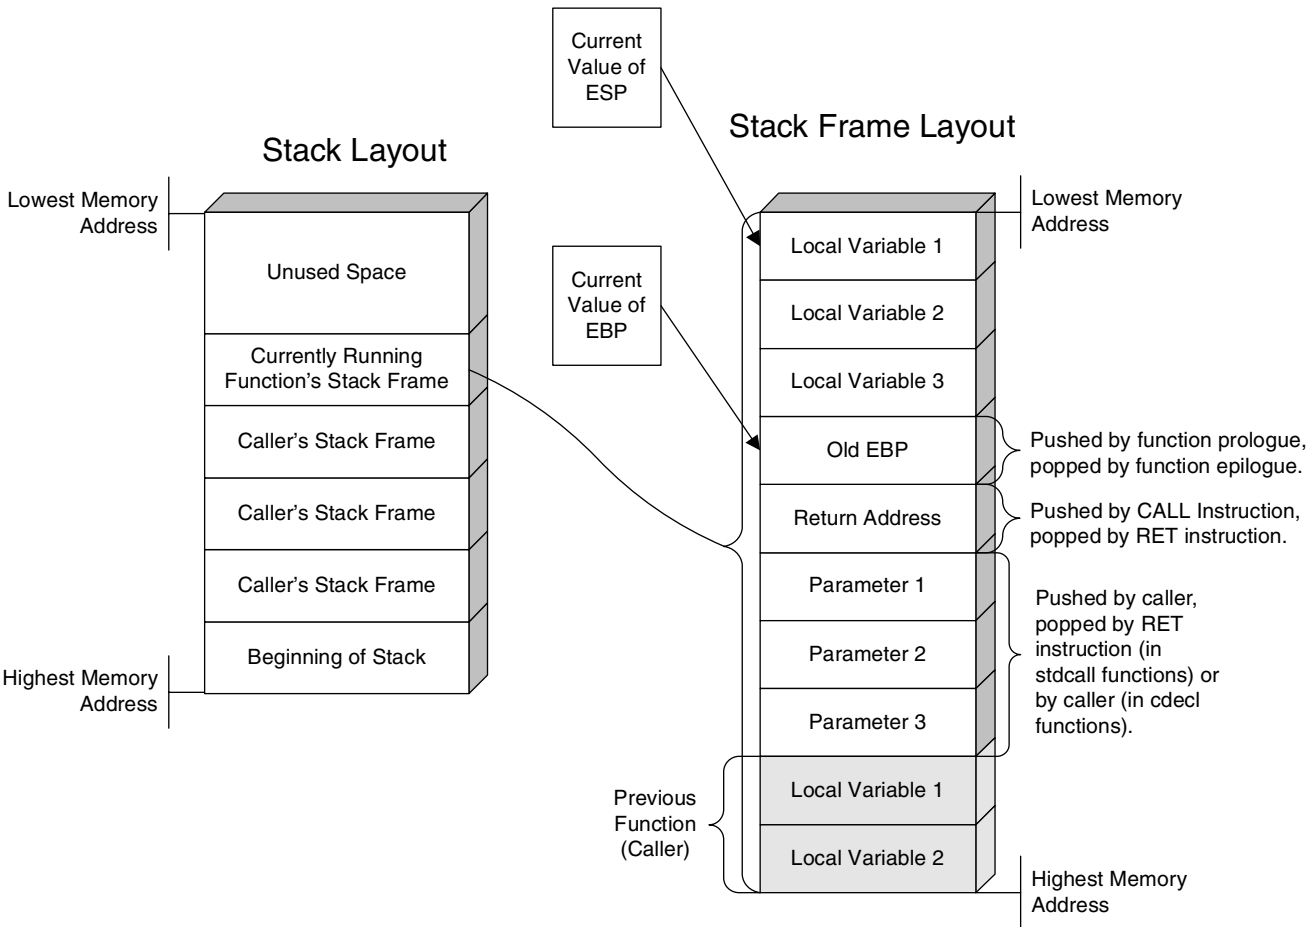 Current
Value of
ESP
Stack Layout
Stack Frame Layout
Lowest Memory
Address
Unused Space
Currently Running
Function's Stack Frame
Caller's Stack Frame
Caller's Stack Frame
Caller's Stack Frame
Beginning of Stack
Highest Memory
Address
Current
Value of
EBP
Lowest Memory
Address
Local Variable 1
Local Variable 2
Local Variable 3
Old EBP
Pushed by function prologue,
popped by function epilogue.
Return Address
Pushed by CALL Instruction,
popped by RET instruction.
Parameter 1
Parameter 2
Parameter 3
Pushed by caller,
popped by RET
instruction (in
stdcall functions) or
by caller (in cdecl
functions).
Previous
Function
(Caller)
Local Variable 1
Local Variable 2
Highest Memory
Address